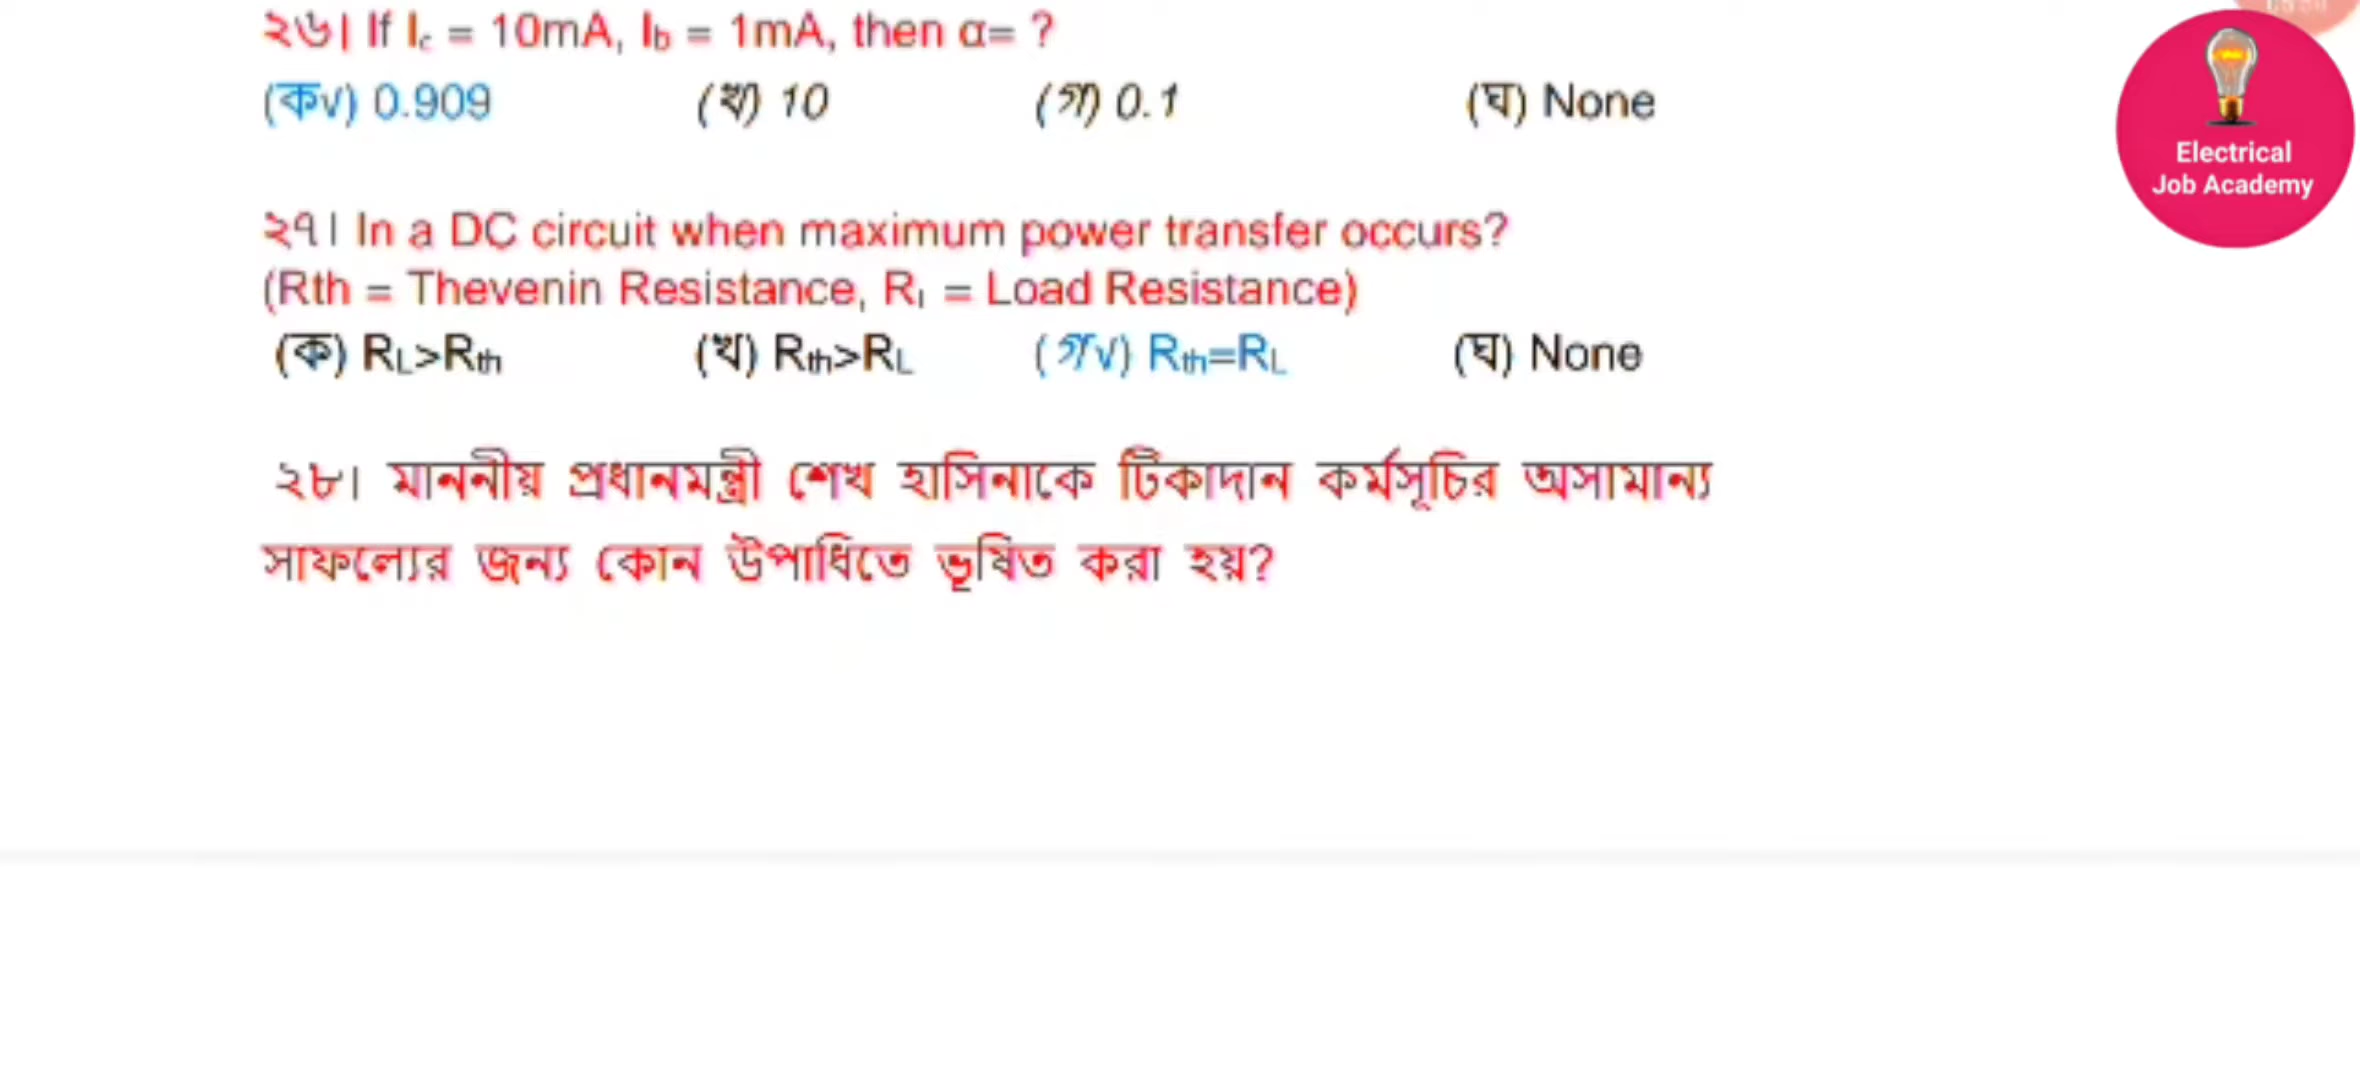 ২৬। If Ic = 10mA, Ib = 1mA, then α= ?
(ক√) 0.909 (খ) 10 (গ) 0.1 (ঘ) None
Electrical
Job Academy
২৭। In a DC circuit when maximum power transfer occurs?
(Rth = Thevenin Resistance, Rl = Load Resistance)
(ক) RL>Rth (খ) Rth>RL (গ√) Rth=RL (ঘ) None
২৮। মাননীয় প্রধানমন্ত্রী শেখ হাসিনাকে টিকাদান কর্মসূচির অসামান্য
সাফল্যের জন্য কোন উপাধিতে ভূষিত করা হয়?